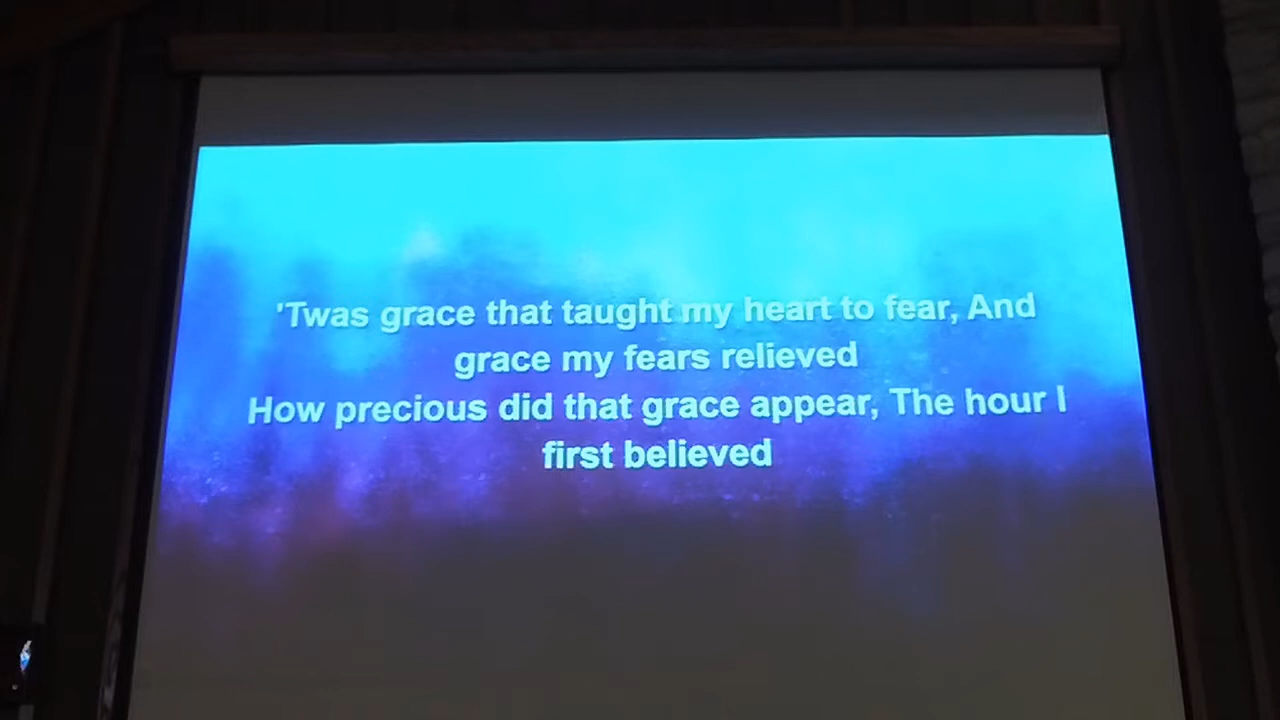 'Twas grace that taught my heart to fear, And
grace my fears relieved
How precious did that grace appear, The hour I
first believed